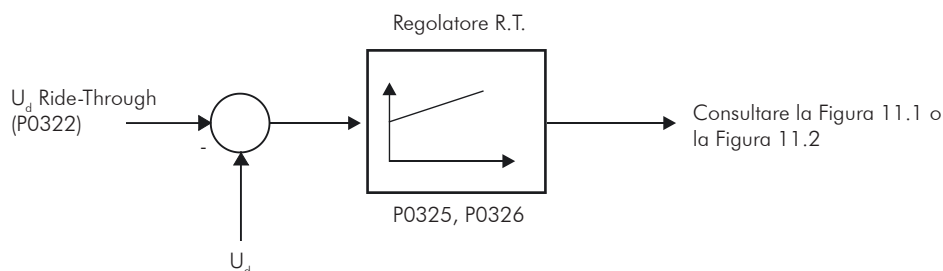 Regolatore R.T.
U_d Ride-Through
(P0322)
-
Consultare la Figura 11.1 o
la Figura 11.2
P0325, P0326
U_d